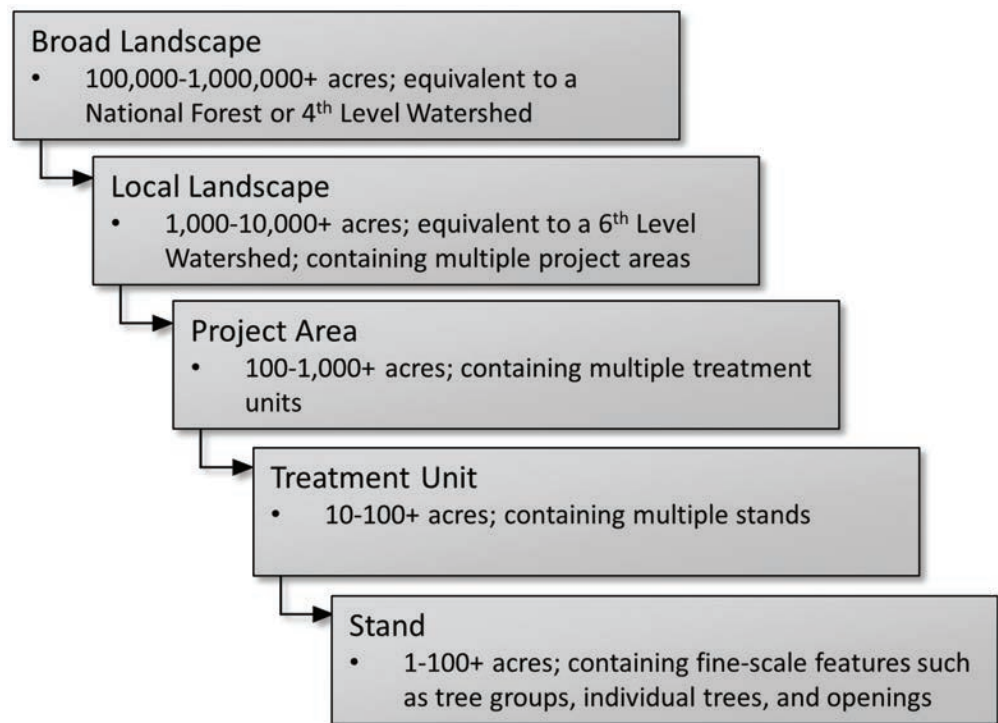 Broad Landscape
• 100,000-1,000,000+ acres; equivalent to a
National Forest or 4th Level Watershed
Local Landscape
• 1,000-10,000+ acres; equivalent to a 6th Level
Watershed; containing multiple project areas
Project Area
• 100-1,000+ acres; containing multiple treatment
units
Treatment Unit
• 10-100+ acres; containing multiple stands
Stand
• 1-100+ acres; containing fine-scale features such
as tree groups, individual trees, and openings